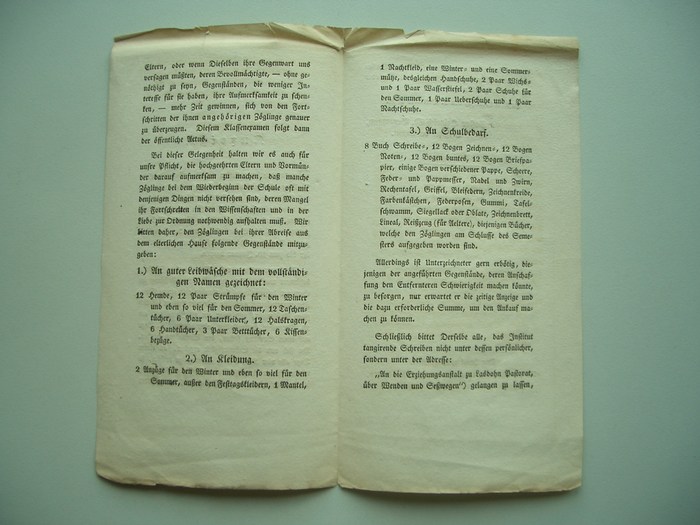 Eltern, oder wenn Dieselben ihre Gegenwart uns
versagen müßten, deren Bevollmächtigte, — ohne ge-
nöthigt zu seyn, Gegenständen, die weniger In-
teresse für sie haben, ihre Aufmerksamkeit zu schen-
ken, — mehr Zeit gewinnen, sich von den Fort-
schritten der ihnen angehörigen Zöglinge genauer
zu überzeugen. Diesem Klassenexamen folgt dann
der öffentliche Actus.
Bei dieser Gelegenheit halten wir es auch für
unsre Pflicht, die hochgeehrten Eltern und Vormün-
der darauf aufmerksam zu machen, daß manche
Zöglinge bei dem Wiederbeginn der Schule oft mit
denjenigen Dingen nicht versehen sind, deren Mangel
ihr Fortschreiten in den Wissenschaften und in der
Liebe zur Ordnung nothwendig aufhalten muß. Wir
bieten daher, den Zöglingen bei ihrer Abreise aus
dem elterlichen Hause folgende Gegenstände mitzu-
geben:
1.) An guter Leibwäsche mit dem vollständi-
gen Namen gezeichnet:
12 Hemde, 12 Paar Strümpfe für den Winter
und eben so viel für den Sommer, 12 Taschen-
tücher, 6 Paar Unterkleider, 12 Halskragen,
6 Handtücher, 3 Paar Betttücher, 6 Kissen-
bezüge.
2.) An Kleidung.
2 Anzüge für den Winter und eben so viel für den
Sommer, außer den Festtagskleidern, 1 Mantel,
1 Nachtkleid, eine Winter- und eine Sommer-
mütze, desgleichen Handschuhe, 2 Paar Wichs-
und 1 Paar Wasserstiefel, 2 Paar Schuhe für
den Sommer, 1 Paar Ueberschuhe und 1 Paar
Nachtschuhe.
3.) An Schulbedarf.
8 Buch Schreibe-, 12 Bogen Zeichnen-, 12 Bogen
Noten-, 12 Bogen buntes, 12 Bogen Briefpa-
pier, einige Bogen verschiedener Pappe, Scheere,
Feder- und Pappmesser, Nadel und Zwirn,
Rechentafel, Griffel, Bleifedern, Zeichnenkreide,
Farbenkästchen, Federposen, Gummi, Tafel-
schwamm, Siegellack oder Oblate, Zeichnenbrett,
Lineal, Reißzeug (für Aeltere), diejenigen Bücher,
welche den Zöglingen am Schlusse des Seme-
sters aufgegeben worden sind.
Allerdings ist Unterzeichneter gern erbötig, die-
jenigen der angeführten Gegenstände, deren Anschaf-
fung den Entfernteren Schwierigkeit machen könnte,
zu besorgen, nur erwartet er die zeitige Anzeige und
die dazu erforderliche Summe, um den Ankauf ma-
chen zu können.
Schließlich bittet Derselbe alle, das Institut
tangirende Schreiben nicht unter dessen persönlicher,
sondern unter der Adresse:
„An die Erziehungsanstalt zu Lasdohn Pastorat,
über Wenden und Seßwegen") gelangen zu lassen,